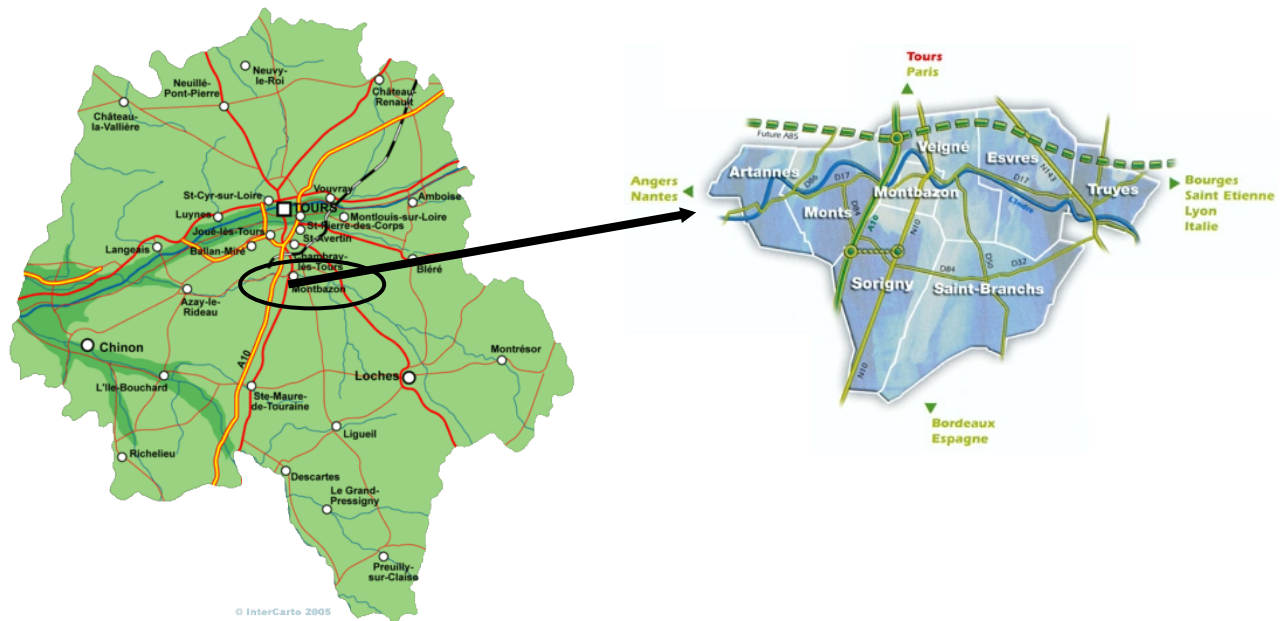 Neuvy-
le-Roi
Neuillé-
Pont-Pierre
Château-
Renault
Château-
la-Vallière
St-Cyr-sur-Loire
Vouvray
Amboise
Luynes
TOURS
Montlouis-sur-Loire
Joué-lès-Tours
St-Pierre-des-Corps
St-Avertin
Ballan-Miré
Langeais
Chambray-
lès-Tours
Bléré
Montbazon
Azay-le-
Rideau
Chinon
A10
Montrésor
L'Ile-Bouchard
Loches
Ste-Maure-
de-Touraine
Ligueil
Richelieu
Descartes
Le Grand-
Pressigny
Preuilly-
sur-Claise
© InterCarto 2005
Tours
Paris
Future A85
Veigné
Esvres
N143
Artannes
D86
D17
D17
Truyes
Angers
Nantes
Montbazon
L'Indre
Bourges
Saint Etienne
Lyon
Italie
Monts
D84
A10
N10
D84
D50
D32
Sorigny
Saint-Branchs
N10
Bordeaux
Espagne